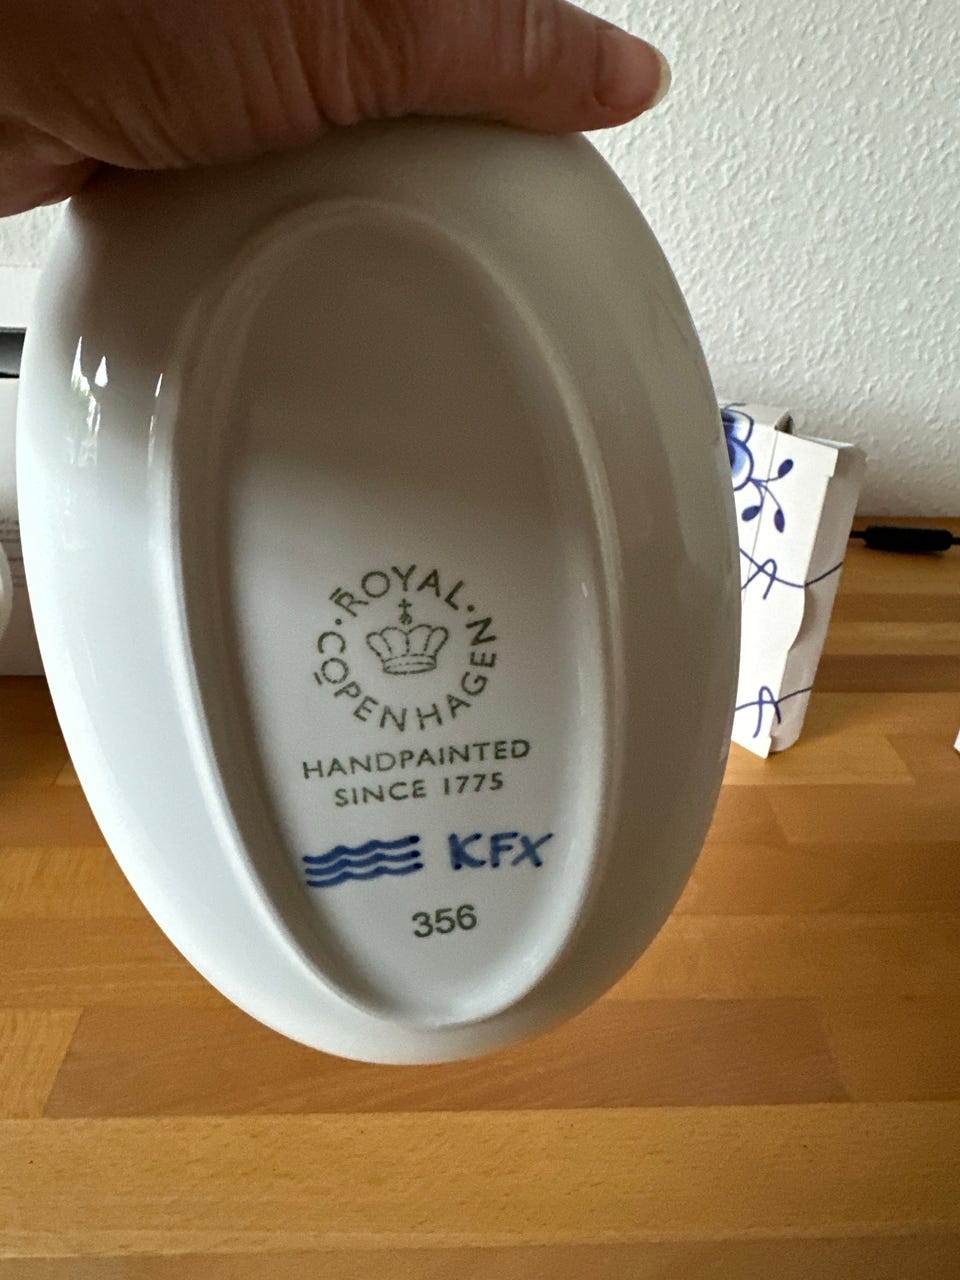 ROYAL
COPENHAGEN
HANDPAINTED
SINCE 1775
KFX
356